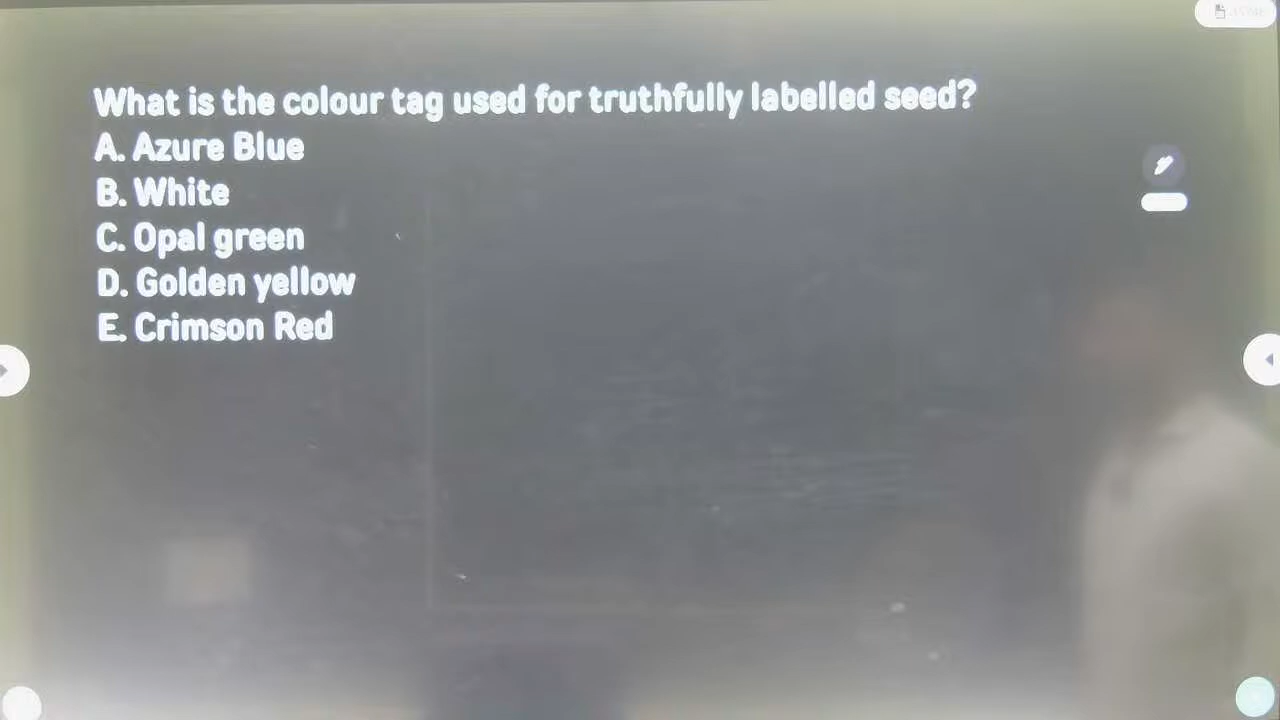 What is the colour tag used for truthfully labelled seed?
A. Azure Blue
B. White
C. Opal green
D. Golden yellow
E. Crimson Red